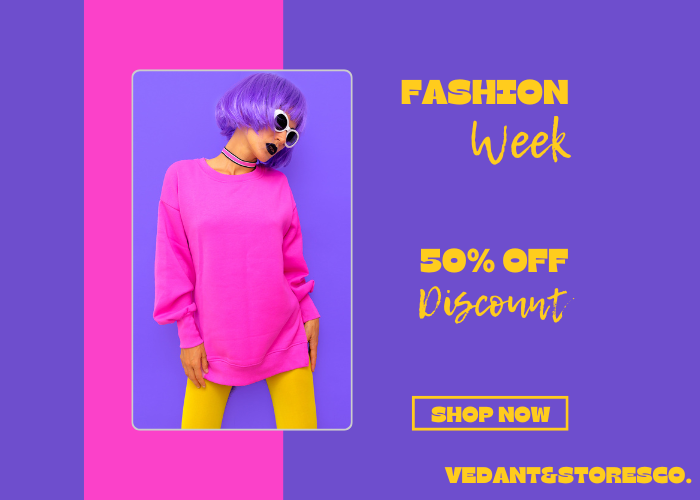 FASHION
Week
50% OFF
Discount
SHOP NOW
VEDANT&STORESCO.